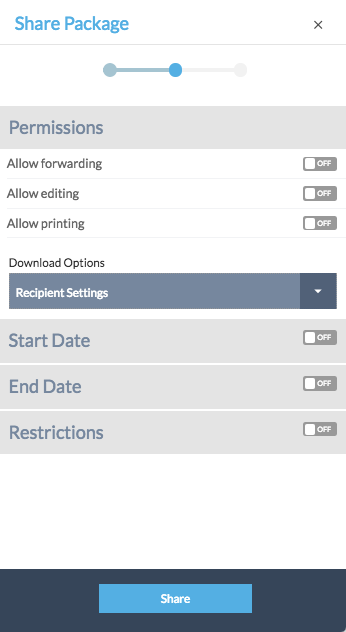 Share Package
×
Permissions
Allow forwarding OFF
Allow editing OFF
Allow printing OFF
Download Options
Recipient Settings
Start Date OFF
End Date OFF
Restrictions OFF
Share